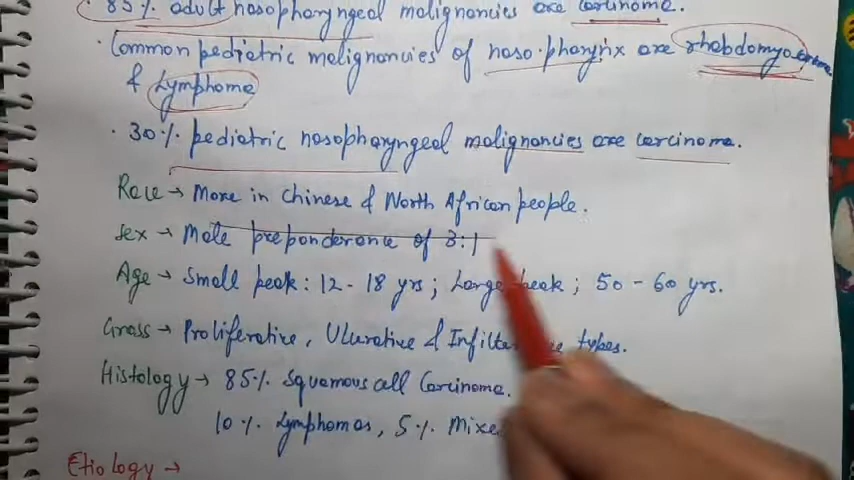 · 85% adult nasopharyngeal malignancies are carcinoma.
· Common pediatric malignancies of naso-pharynx are rhabdomyosarcoma
& Lymphoma
· 30% pediatric nasopharyngeal malignancies are carcinoma.
Race → More in Chinese & North African people.
Sex → Male preponderance of 3:1
Age → Small peak: 12 - 18 yrs; Large peak; 50 - 60 yrs.
Gross → Proliferative, Ulcerative & Infiltrative types.
Histology → 85% Squamous cell Carcinoma.
10% Lymphomas, 5% Mixed
Etiology →